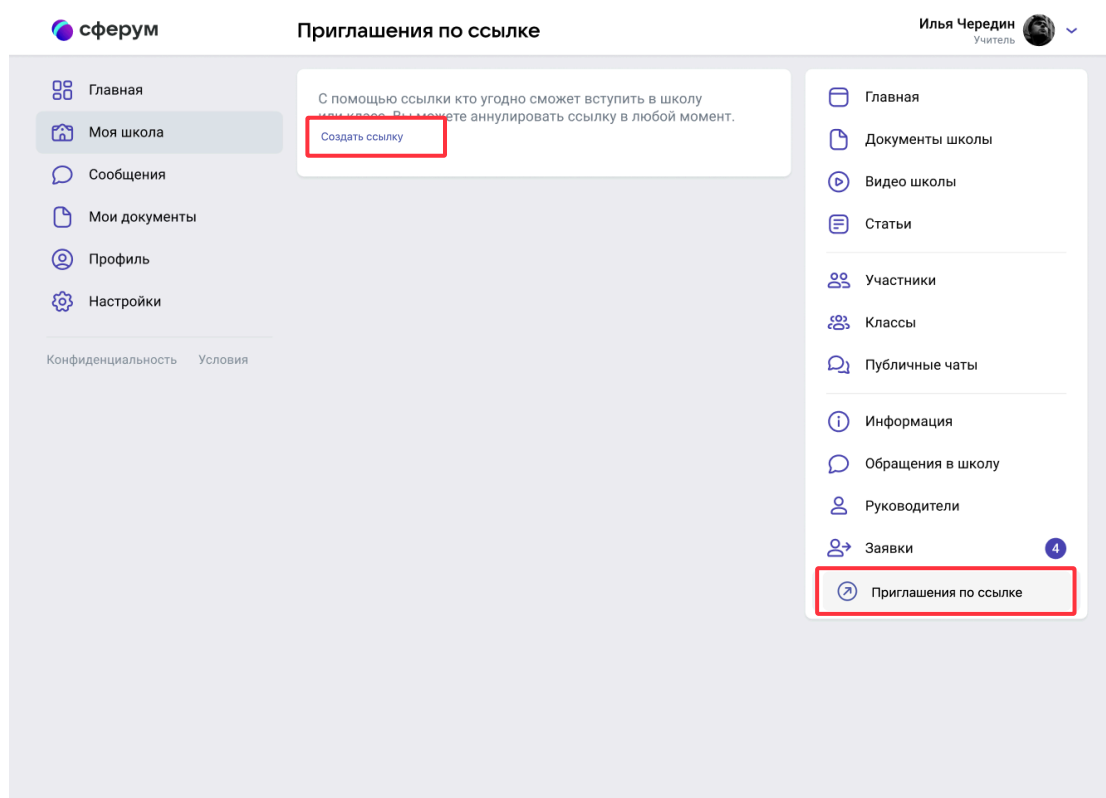 сферум
Приглашения по ссылке
Илья Чередин
Учитель
Главная
Моя школа
Сообщения
Мои документы
Профиль
Настройки
Конфиденциальность Условия
С помощью ссылки кто угодно сможет вступить в школу
или класс. Вы можете аннулировать ссылку в любой момент.
Создать ссылку
Главная
Документы школы
Видео школы
Статьи
Участники
Классы
Публичные чаты
Информация
Обращения в школу
Руководители
Заявки 4
Приглашения по ссылке